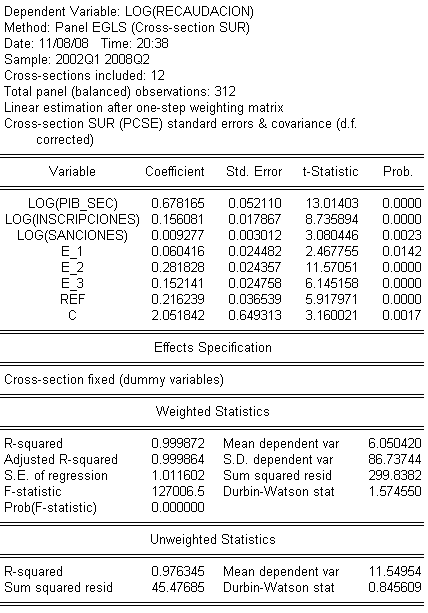 Dependent Variable: LOG(RECAUDACION)
Method: Panel EGLS (Cross-section SUR)
Date: 11/08/08 Time: 20:38
Sample: 2002Q1 2008Q2
Cross-sections included: 12
Total panel (balanced) observations: 312
Linear estimation after one-step weighting matrix
Cross-section SUR (PCSE) standard errors & covariance (d.f.
corrected)
Variable Coefficient Std. Error t-Statistic Prob.
LOG(PIB_SEC) 0.678165 0.052110 13.01403 0.0000
LOG(INSCRIPCIONES) 0.156081 0.017867 8.735894 0.0000
LOG(SANCIONES) 0.009277 0.003012 3.080446 0.0023
E_1 0.060416 0.024482 2.467755 0.0142
E_2 0.281828 0.024357 11.57051 0.0000
E_3 0.152141 0.024758 6.145158 0.0000
REF 0.216239 0.036539 5.917971 0.0000
C 2.051842 0.649313 3.160021 0.0017
Effects Specification
Cross-section fixed (dummy variables)
Weighted Statistics
R-squared 0.999872 Mean dependent var 6.050420
Adjusted R-squared 0.999864 S.D. dependent var 86.73744
S.E. of regression 1.011602 Sum squared resid 299.8382
F-statistic 127006.5 Durbin-Watson stat 1.574550
Prob(F-statistic) 0.000000
Unweighted Statistics
R-squared 0.976345 Mean dependent var 11.54954
Sum squared resid 45.47685 Durbin-Watson stat 0.845609